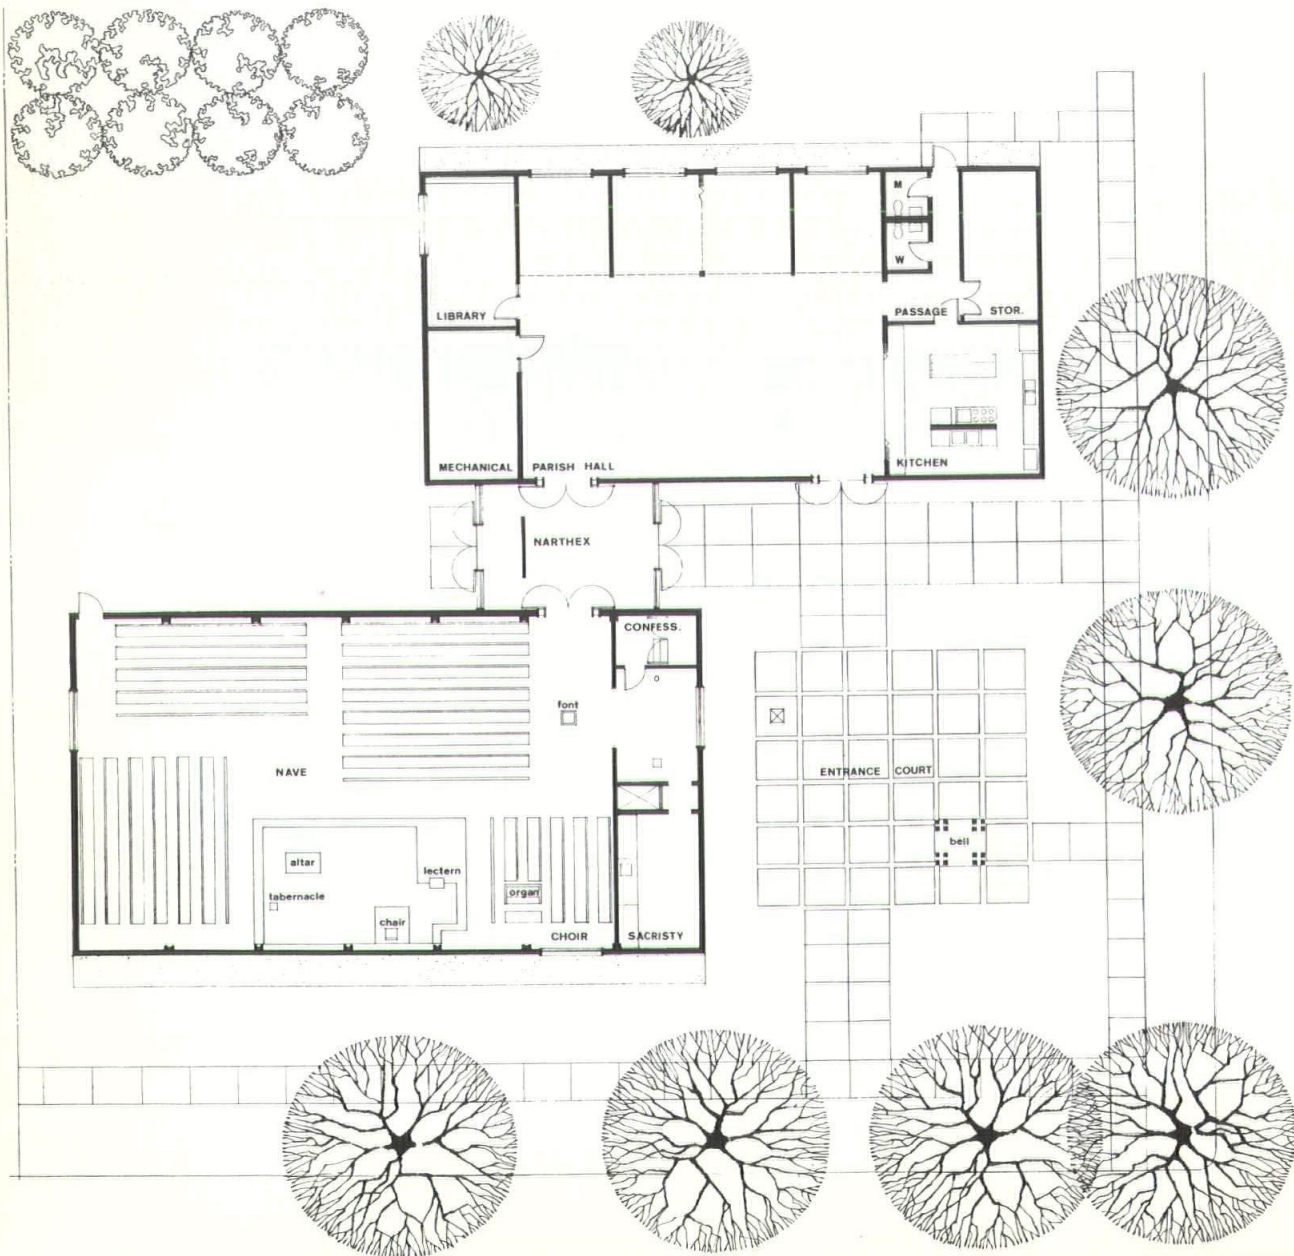 M
W
LIBRARY
PASSAGE
STOR.
MECHANICAL
PARISH HALL
KITCHEN
NARTHEX
CONFESS.
font
NAVE
ENTRANCE COURT
altar
lectern
bell
tabernacle
organ
chair
CHOIR
SACRISTY